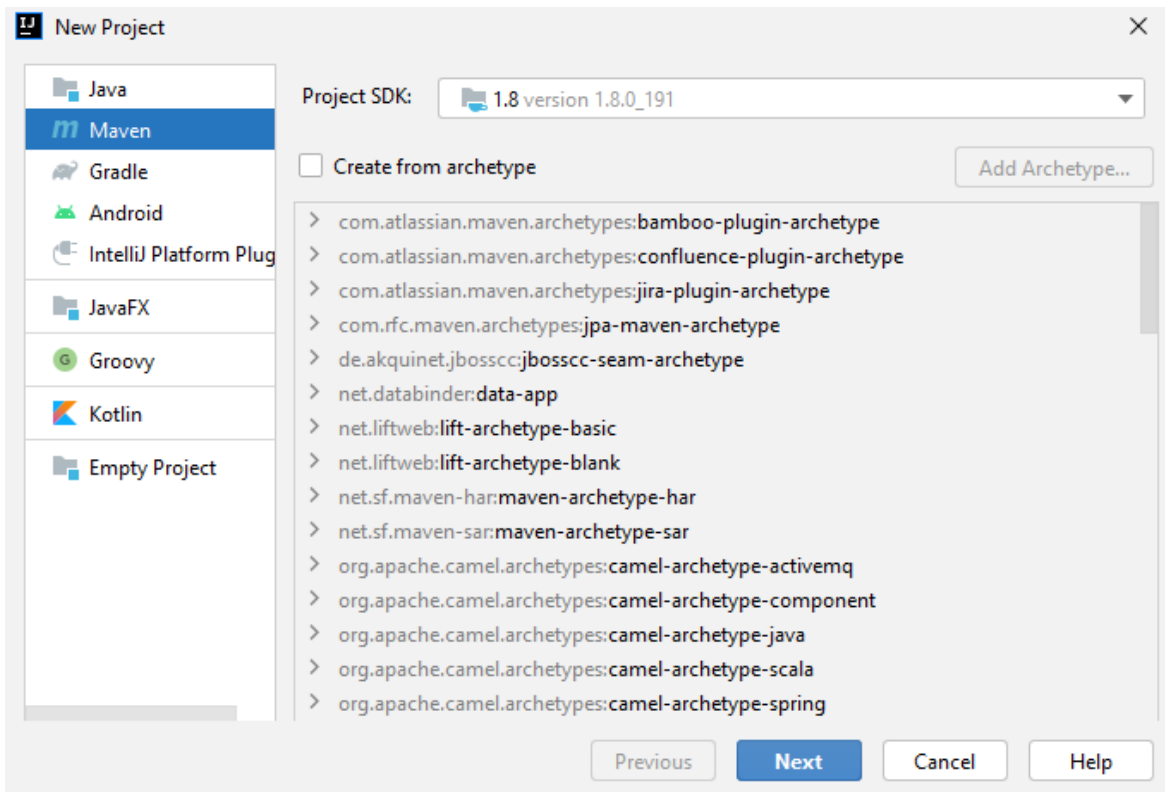 New Project
Java
Maven
Gradle
Android
IntelliJ Platform Plug
JavaFX
Groovy
Kotlin
Empty Project
Project SDK: 1.8 version 1.8.0_191
Create from archetype Add Archetype...
com.atlassian.maven.archetypes:bamboo-plugin-archetype
com.atlassian.maven.archetypes:confluence-plugin-archetype
com.atlassian.maven.archetypes:jira-plugin-archetype
com.rfc.maven.archetypes:jpa-maven-archetype
de.akquinet.jbosscc:jbosscc-seam-archetype
net.databinder:data-app
net.liftweb:lift-archetype-basic
net.liftweb:lift-archetype-blank
net.sf.maven-har:maven-archetype-har
net.sf.maven-sar:maven-archetype-sar
org.apache.camel.archetypes:camel-archetype-activemq
org.apache.camel.archetypes:camel-archetype-component
org.apache.camel.archetypes:camel-archetype-java
org.apache.camel.archetypes:camel-archetype-scala
org.apache.camel.archetypes:camel-archetype-spring
Previous Next Cancel Help